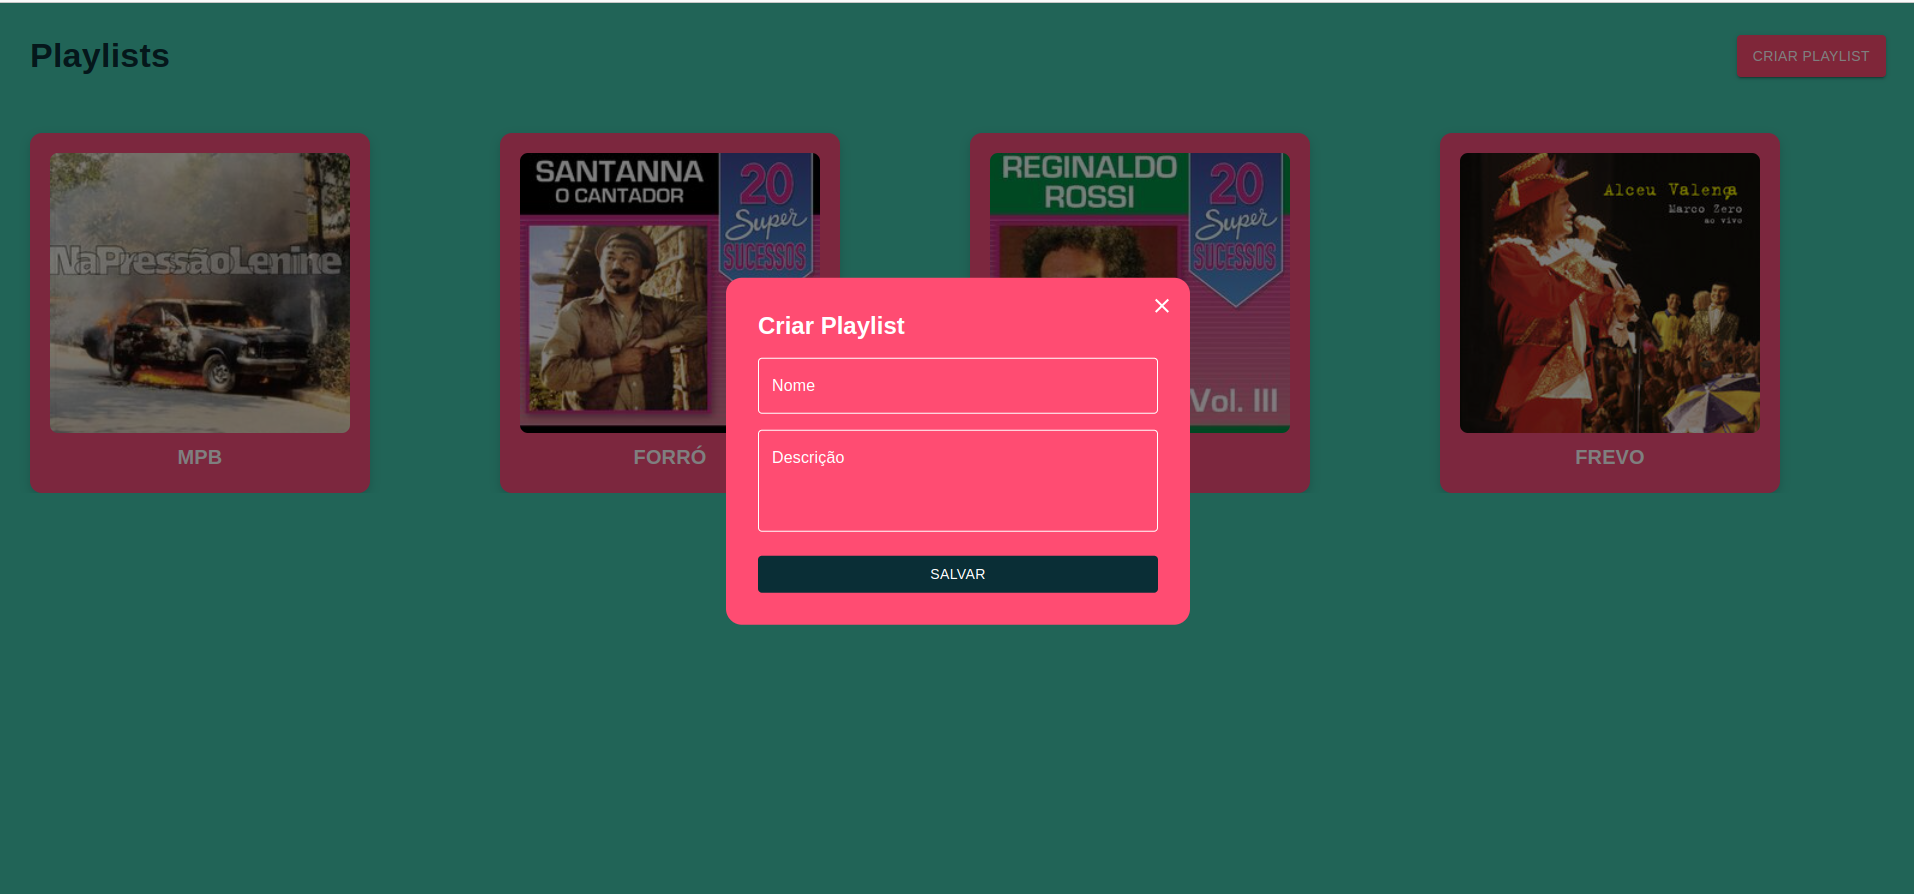 Playlists
CRIAR PLAYLIST
NaPressãoLenine
MPB
SANTANNA
O CANTADOR
20
Super
SUCESSOS
FORRÓ
REGINALDO
ROSSI
20
Super
SUCESSOS
Vol. III
Alceu Valença
Marco Zero
ao vivo
FREVO
Criar Playlist
Nome
Descrição
SALVAR